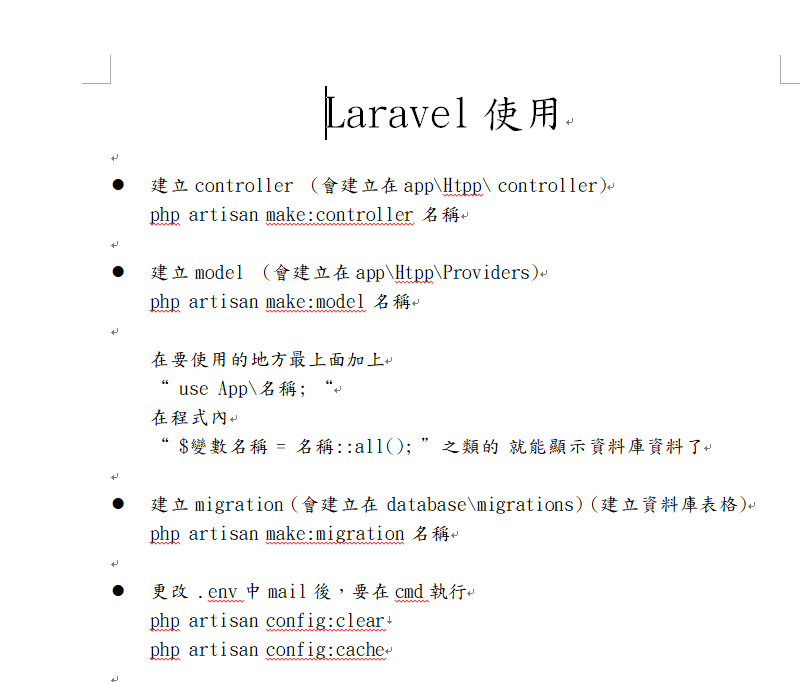 Laravel 使用
● 建立 controller （會建立在 app\Htpp\ controller)
php artisan make:controller 名稱
● 建立 model （會建立在 app\Htpp\Providers)
php artisan make:model 名稱
在要使用的地方最上面加上
“ use App\名稱; “
在程式內
“ $變數名稱 = 名稱::all(); ” 之類的 就能顯示資料庫資料了
● 建立 migration (會建立在 database\migrations) (建立資料庫表格)
php artisan make:migration 名稱
● 更改 .env 中 mail 後，要在 cmd 執行
php artisan config:clear
php artisan config:cache